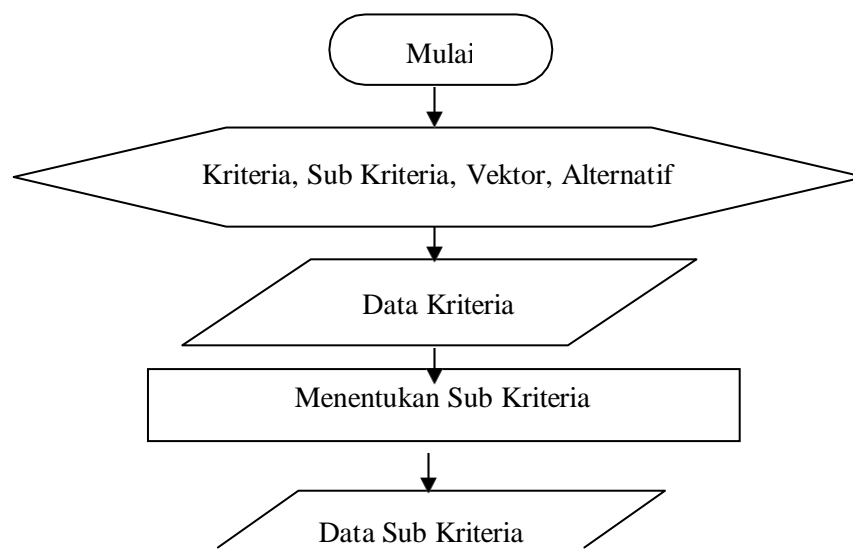 Mulai
Kriteria, Sub Kriteria, Vektor, Alternatif
Data Kriteria
Menentukan Sub Kriteria
Data Sub Kriteria